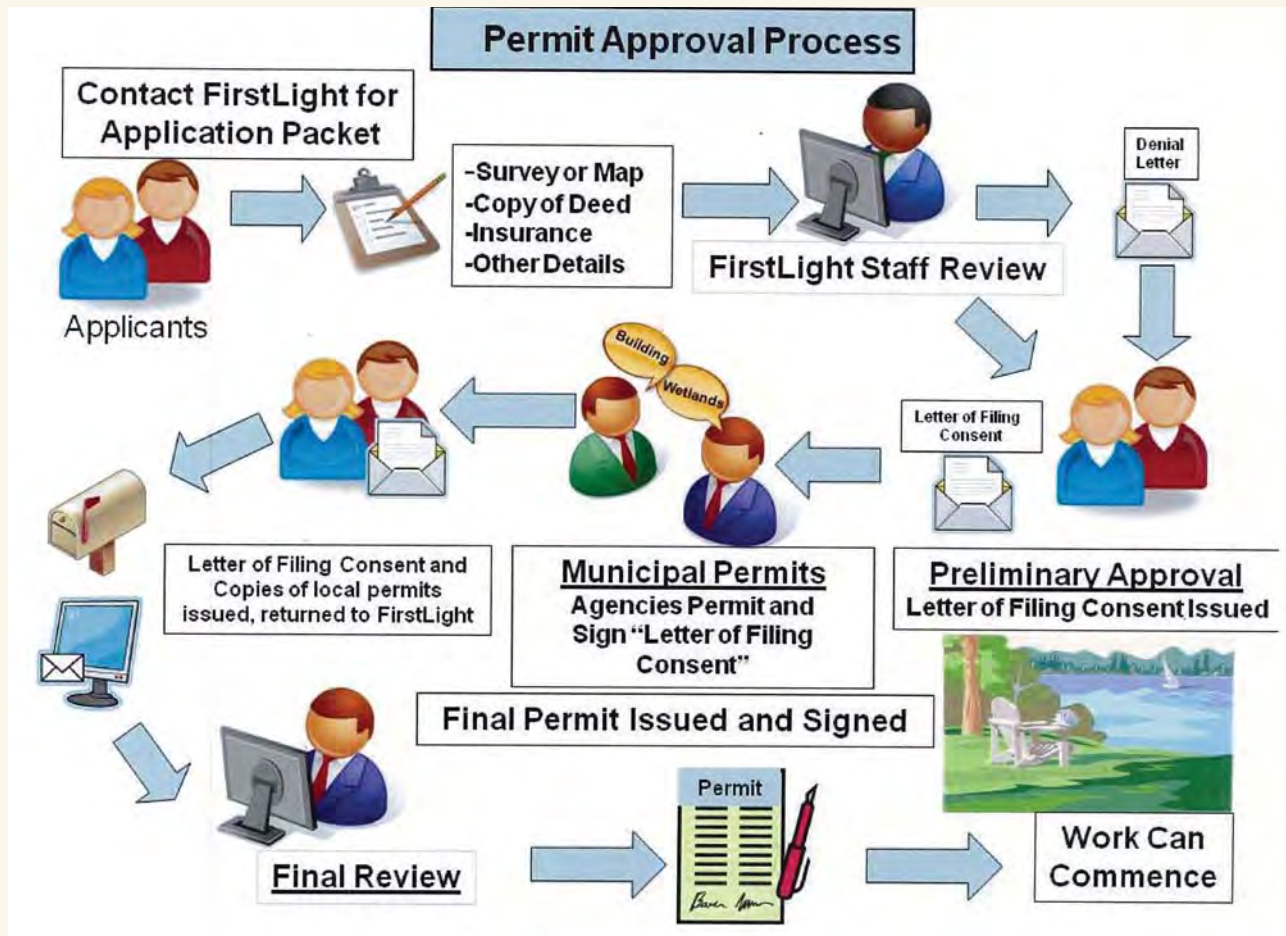 Permit Approval Process
Contact FirstLight for
Application Packet
Applicants
-Survey or Map
-Copy of Deed
-Insurance
-Other Details
FirstLight Staff Review
Denial
Letter
Building
Wetlands
Letter of Filing
Consent
Letter of Filing Consent and
Copies of local permits
issued, returned to FirstLight
Municipal Permits
Agencies Permit and
Sign “Letter of Filing
Consent”
Preliminary Approval
Letter of Filing Consent Issued
Final Permit Issued and Signed
Final Review
Permit
Work Can
Commence